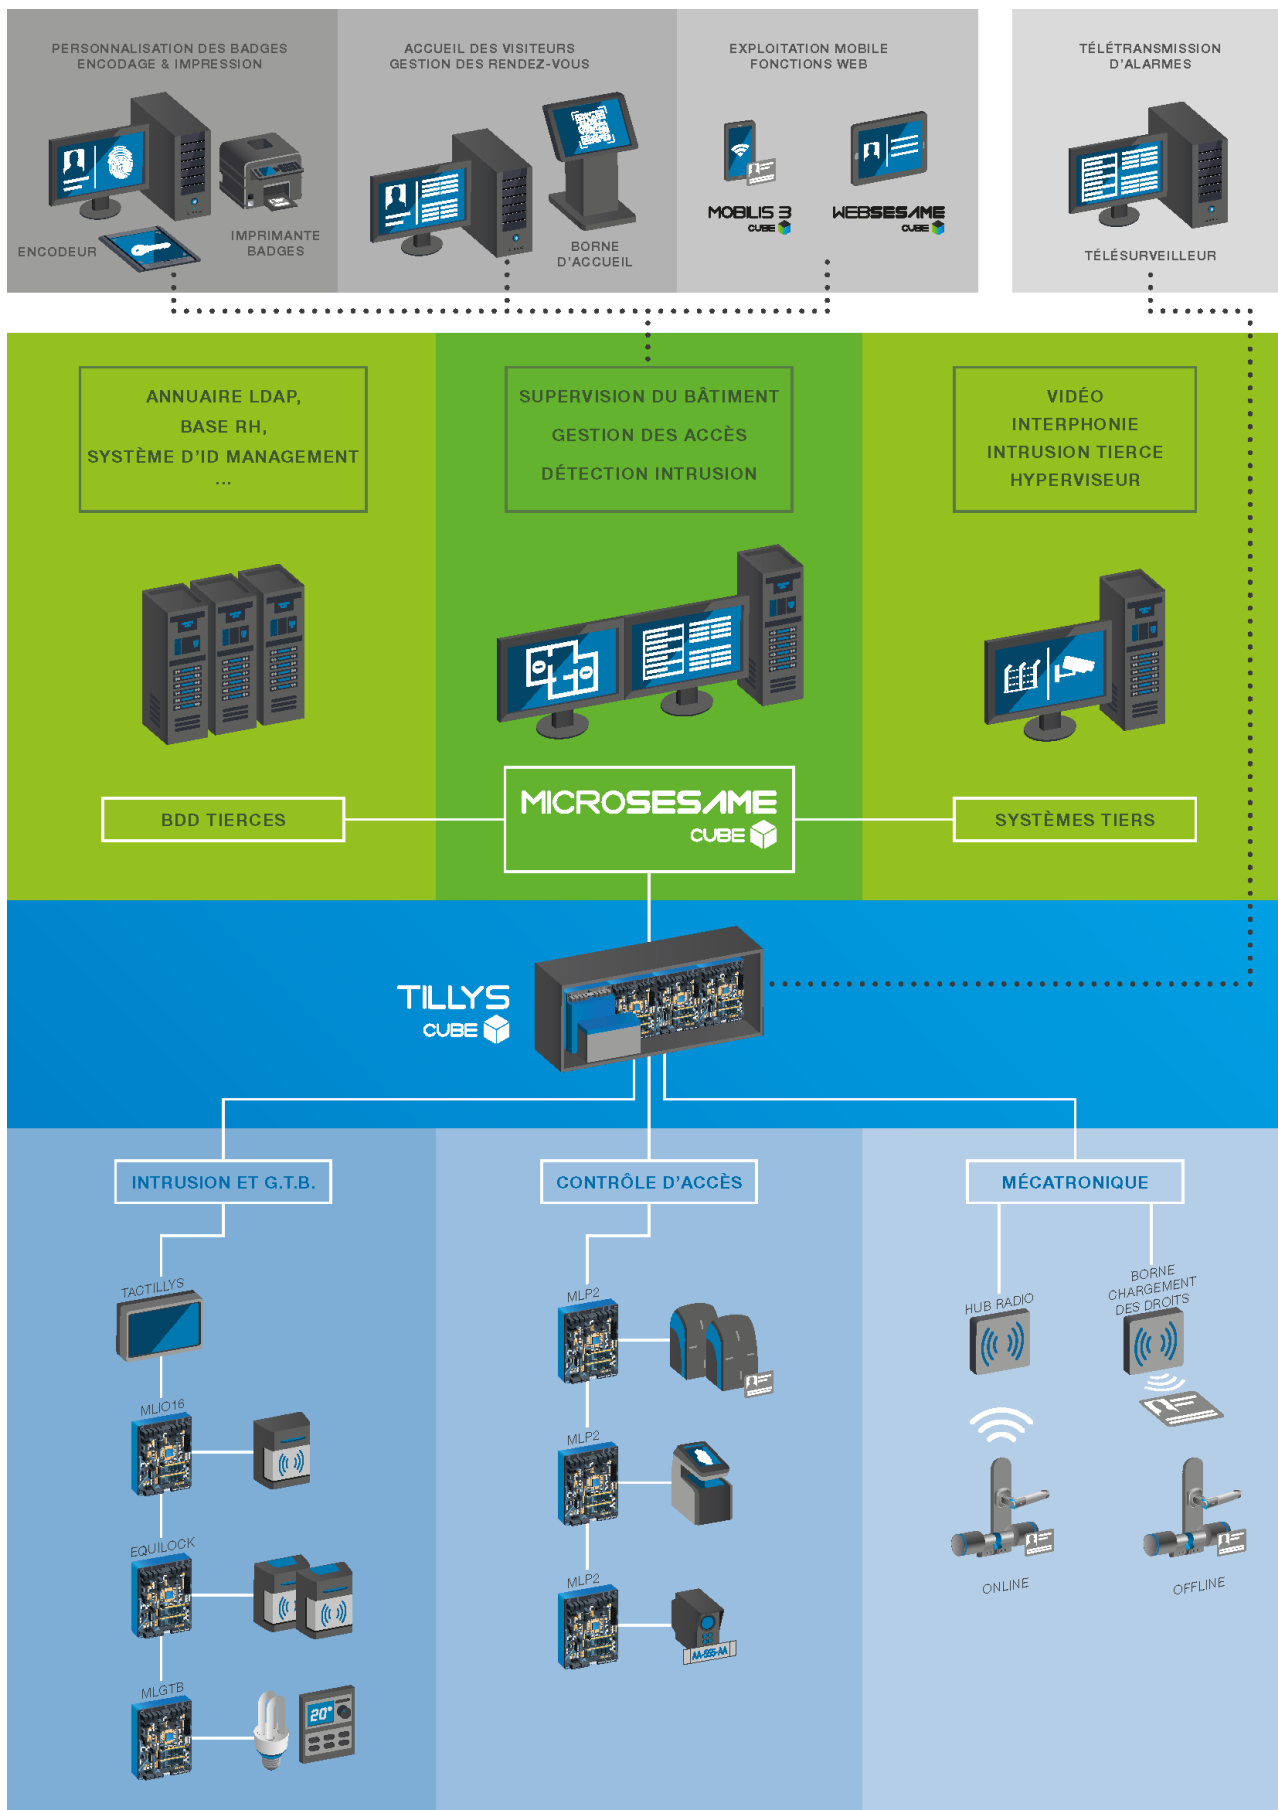 PERSONNALISATION DES BADGES
ENCODAGE & IMPRESSION
ENCODEUR
IMPRIMANTE
BADGES
ACCUEIL DES VISITEURS
GESTION DES RENDEZ-VOUS
BORNE
D'ACCUEIL
EXPLOITATION MOBILE
FONCTIONS WEB
MOBILIS 3
CUBE
WEBSESAME
CUBE
TÉLÉTRANSMISSION
D'ALARMES
TÉLÉSURVEILLEUR
ANNUAIRE LDAP,
BASE RH,
SYSTÈME D'ID MANAGEMENT
...
SUPERVISION DU BÂTIMENT
GESTION DES ACCÈS
DÉTECTION INTRUSION
VIDÉO
INTERPHONIE
INTRUSION TIERCE
HYPERVISEUR
BDD TIERCES
MICROSESAME
CUBE
SYSTÈMES TIERS
TILLYS
CUBE
INTRUSION ET G.T.B.
TACTILLYS
MLIO16
EQUILOCK
MLGTB
20°
CONTRÔLE D'ACCÈS
MLP2
MLP2
MLP2
AA-555-AA
MÉCATRONIQUE
HUB RADIO
BORNE
CHARGEMENT
DES DROITS
ONLINE
OFFLINE